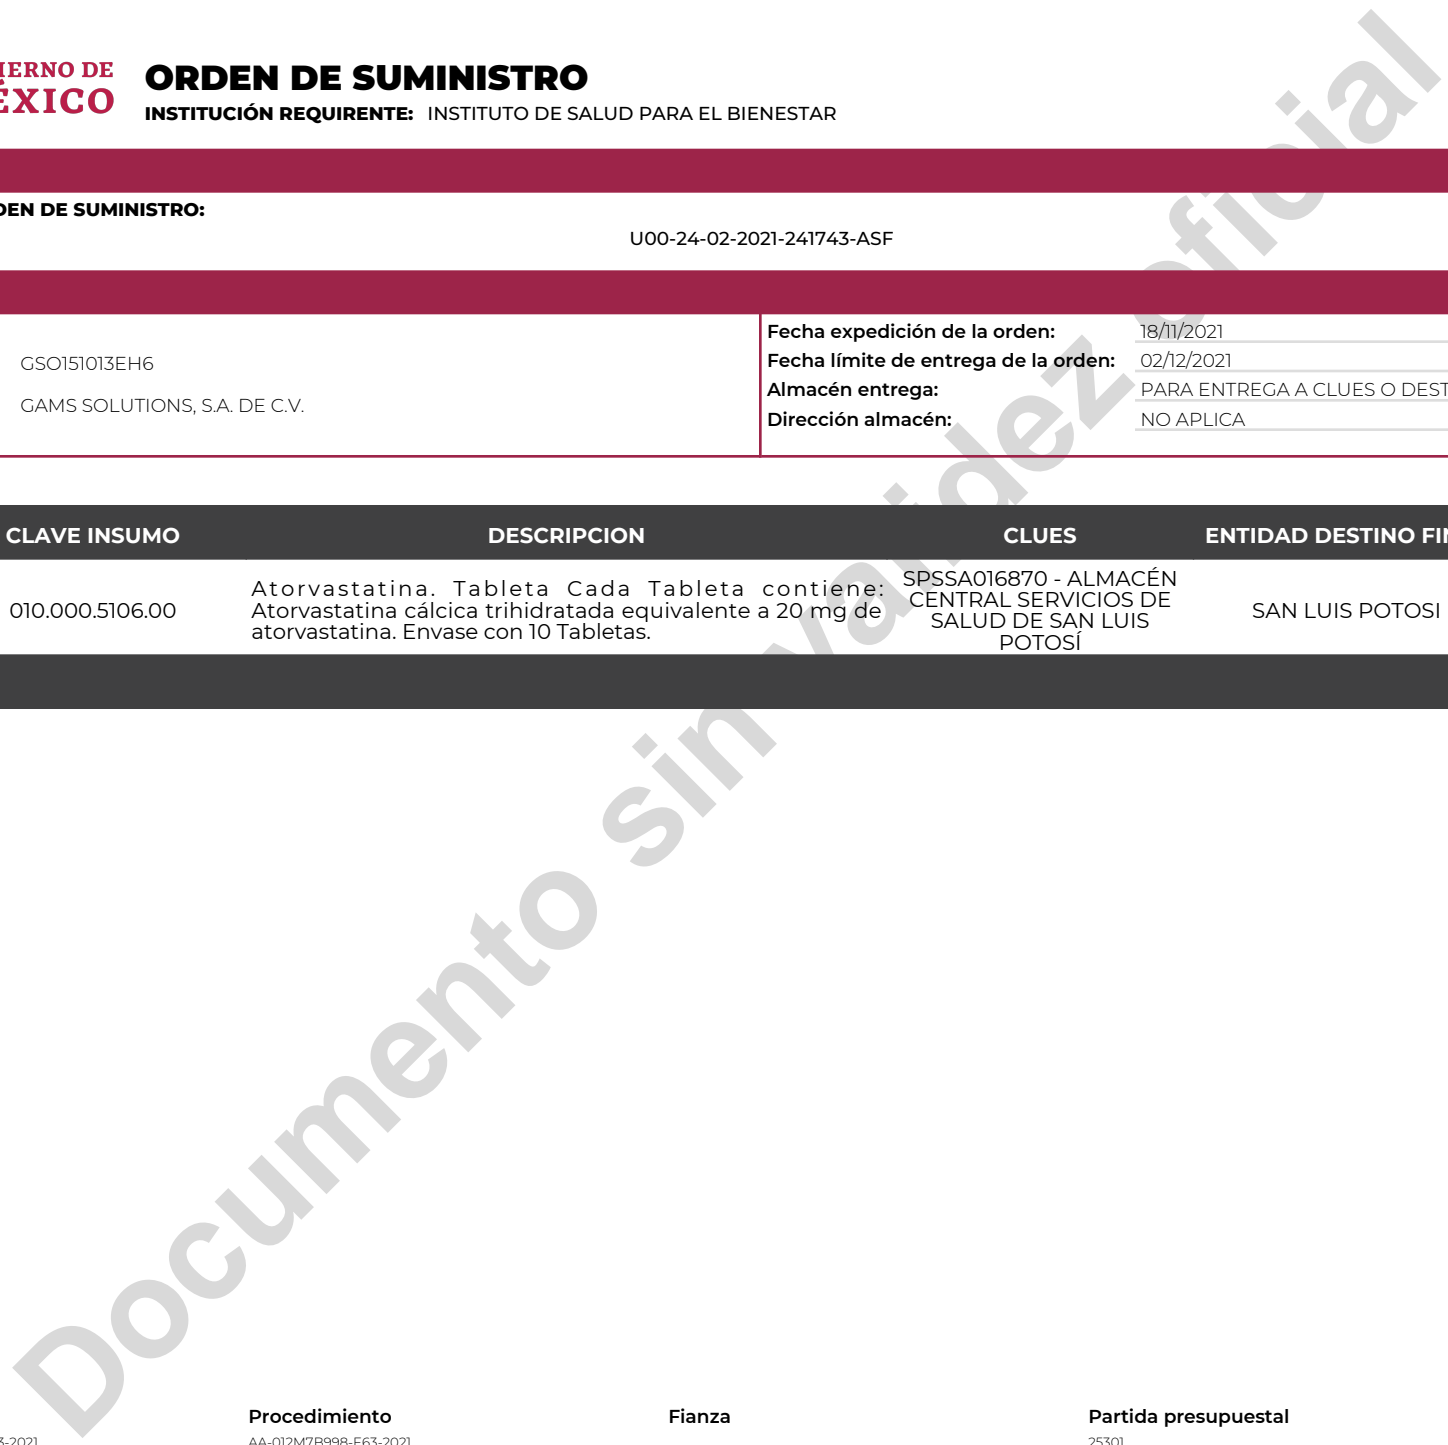 IERNO DE
ÉXICO
ORDEN DE SUMINISTRO
INSTITUCIÓN REQUIRENTE: INSTITUTO DE SALUD PARA EL BIENESTAR
DEN DE SUMINISTRO:
U00-24-02-2021-241743-ASF
GSO151013EH6
GAMS SOLUTIONS, S.A. DE C.V.
Fecha expedición de la orden: 18/11/2021
Fecha límite de entrega de la orden: 02/12/2021
Almacén entrega: PARA ENTREGA A CLUES O DEST
Dirección almacén: NO APLICA
CLAVE INSUMO DESCRIPCION CLUES ENTIDAD DESTINO FIN
010.000.5106.00
Atorvastatina. Tableta Cada Tableta contiene:
Atorvastatina cálcica trihidratada equivalente a 20 mg de
atorvastatina. Envase con 10 Tabletas.
SPSSA016870 - ALMACÉN
CENTRAL SERVICIOS DE
SALUD DE SAN LUIS
POTOSÍ
SAN LUIS POTOSI
Documento sin validez oficial
Procedimiento Fianza Partida presupuestal
3-2021 AA-012M7B998-E63-2021 25301